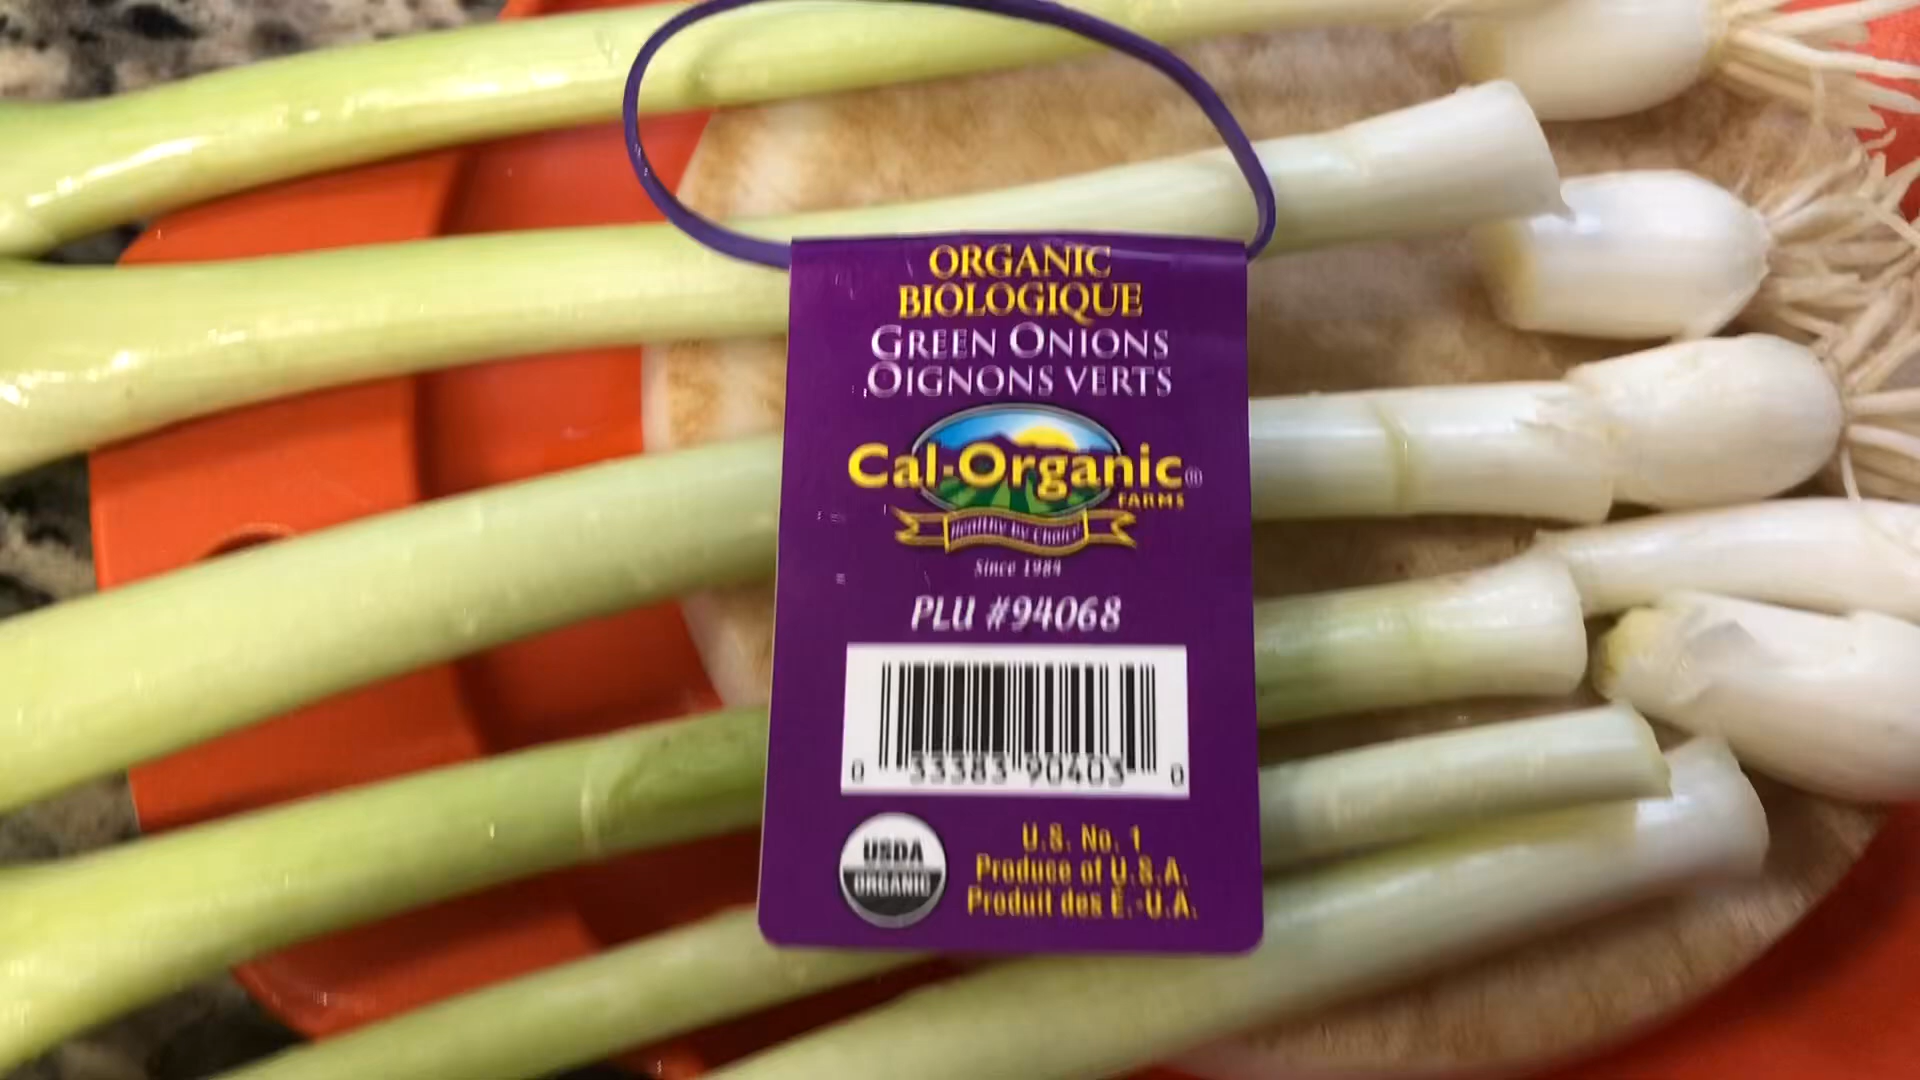 ORGANIC
BIOLOGIQUE
GREEN ONIONS
OIGNONS VERTS
Cal-Organic®
FARMS
Healthy by Choice
Since 1984
PLU #94068
0 33383 90403 0
USDA
ORGANIC
U.S. No. 1
Produce of U.S.A.
Produit des É.-U.A.